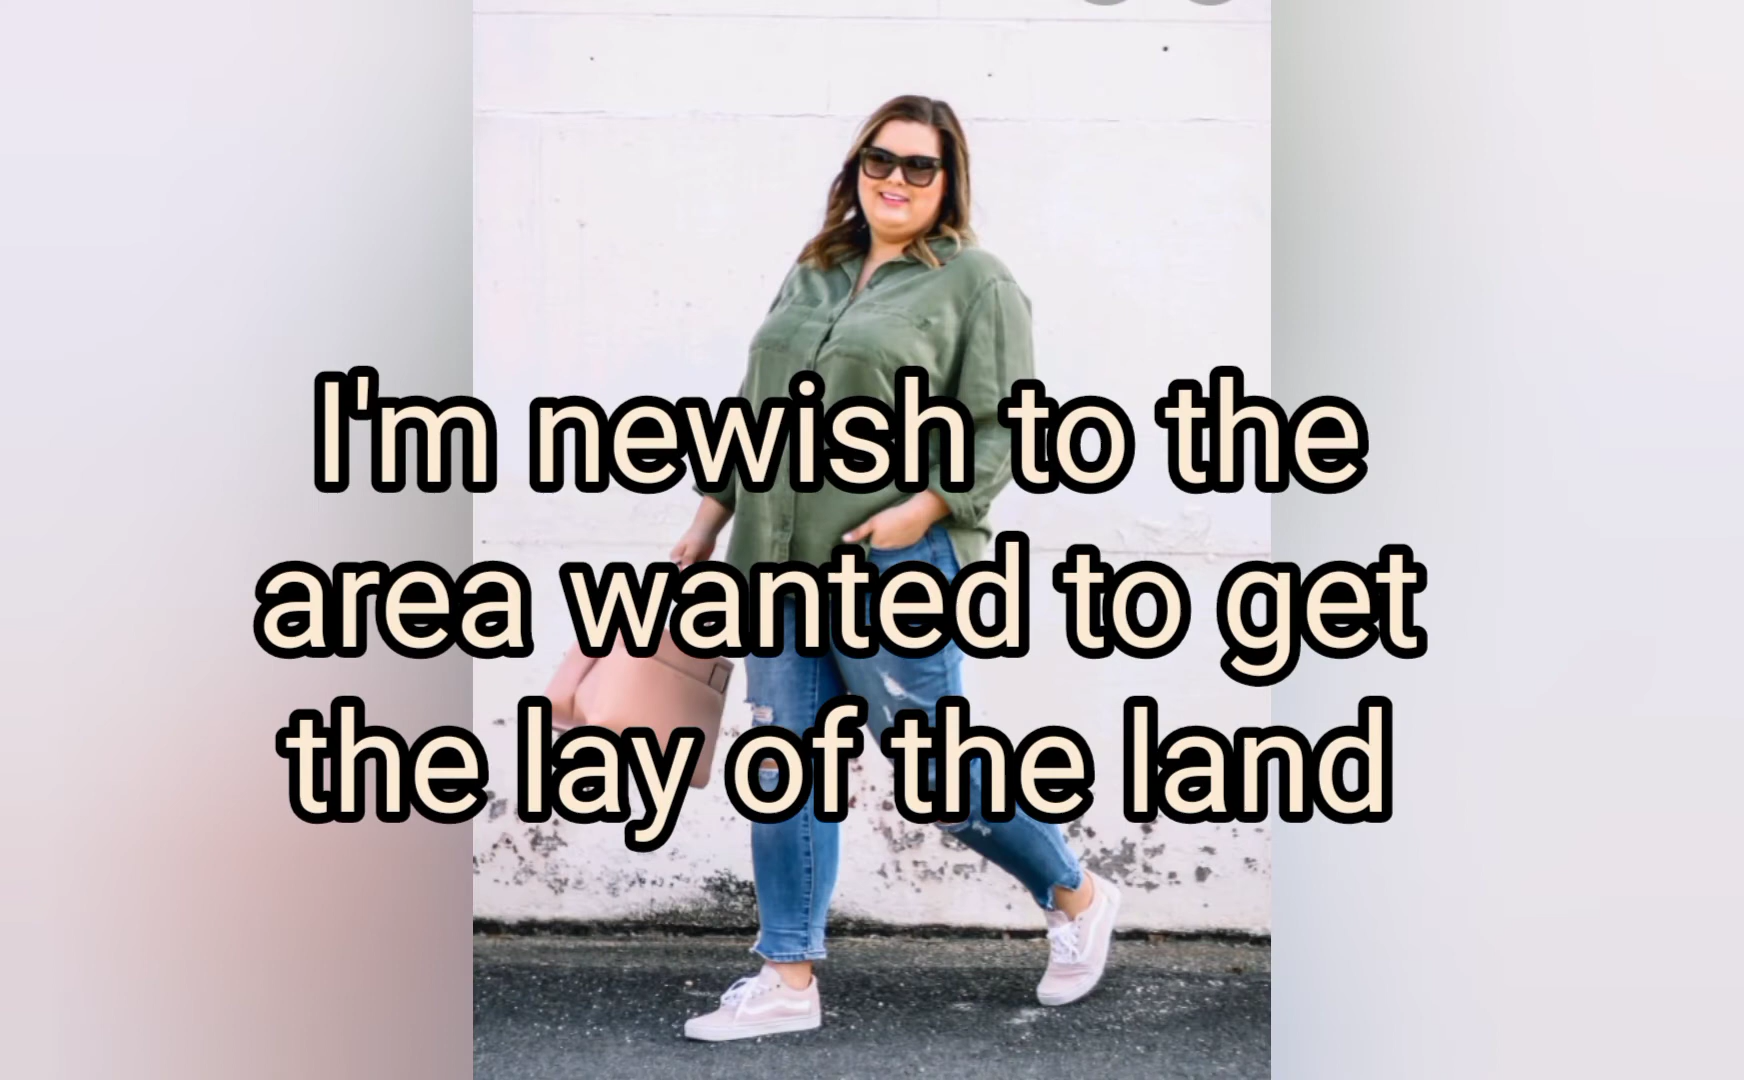 I'm newish to the
area wanted to get
the lay of the land